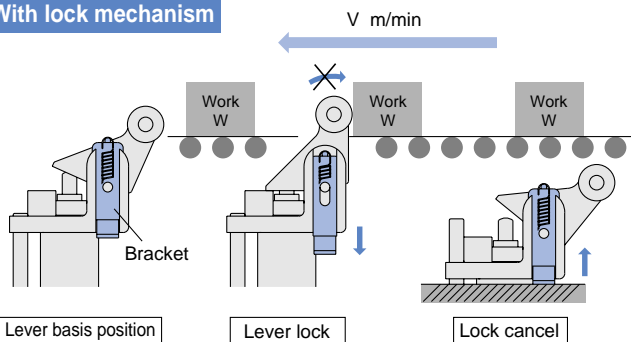 With lock mechanism
V m/min
Work
W
Work
W
Work
W
Bracket
Lever basis position
Lever lock
Lock cancel